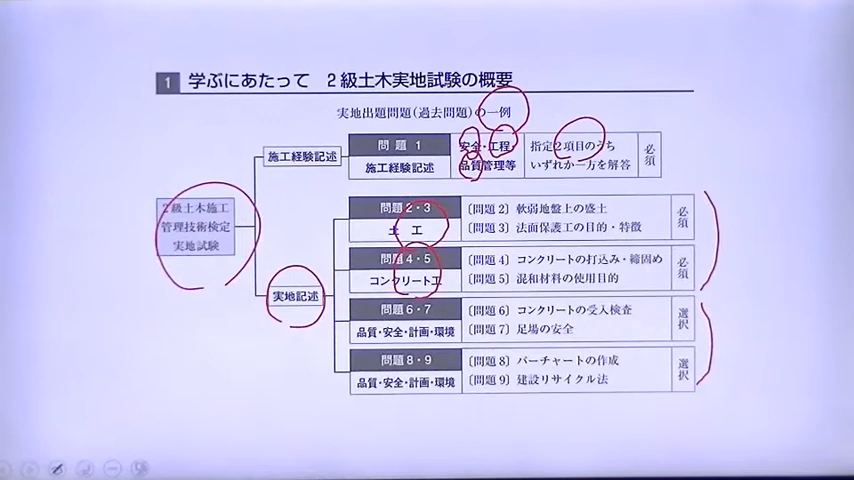 1 学ぶにあたって 2級土木実地試験の概要
実地出題問題(過去問題)の一例
2級土木施工
管理技術検定
実地試験
施工経験記述
問題 1
施工経験記述
安全・工程・
品質管理等
指定2項目のうち
いずれか一方を解答
必須
実地記述
問題2・3
土 工
〔問題 2〕 軟弱地盤上の盛土
〔問題 3〕 法面保護工の目的・特徴
必須
問題4・5
コンクリート工
〔問題 4〕 コンクリートの打込み・締固め
〔問題 5〕 混和材料の使用目的
必須
問題6・7
品質・安全・計画・環境
〔問題 6〕 コンクリートの受入検査
〔問題 7〕 足場の安全
選択
問題8・9
品質・安全・計画・環境
〔問題 8〕 バーチャートの作成
〔問題 9〕 建設リサイクル法
選択